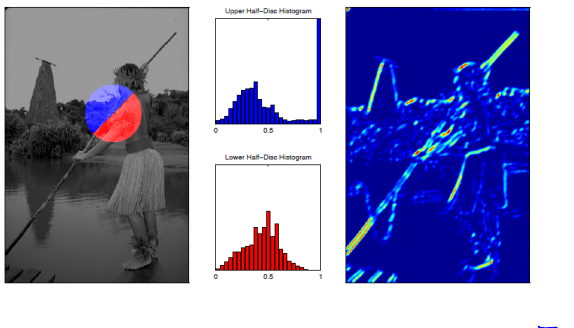 Upper Half-Disc Histogram
0 0.5 1
Lower Half-Disc Histogram
0 0.5 1